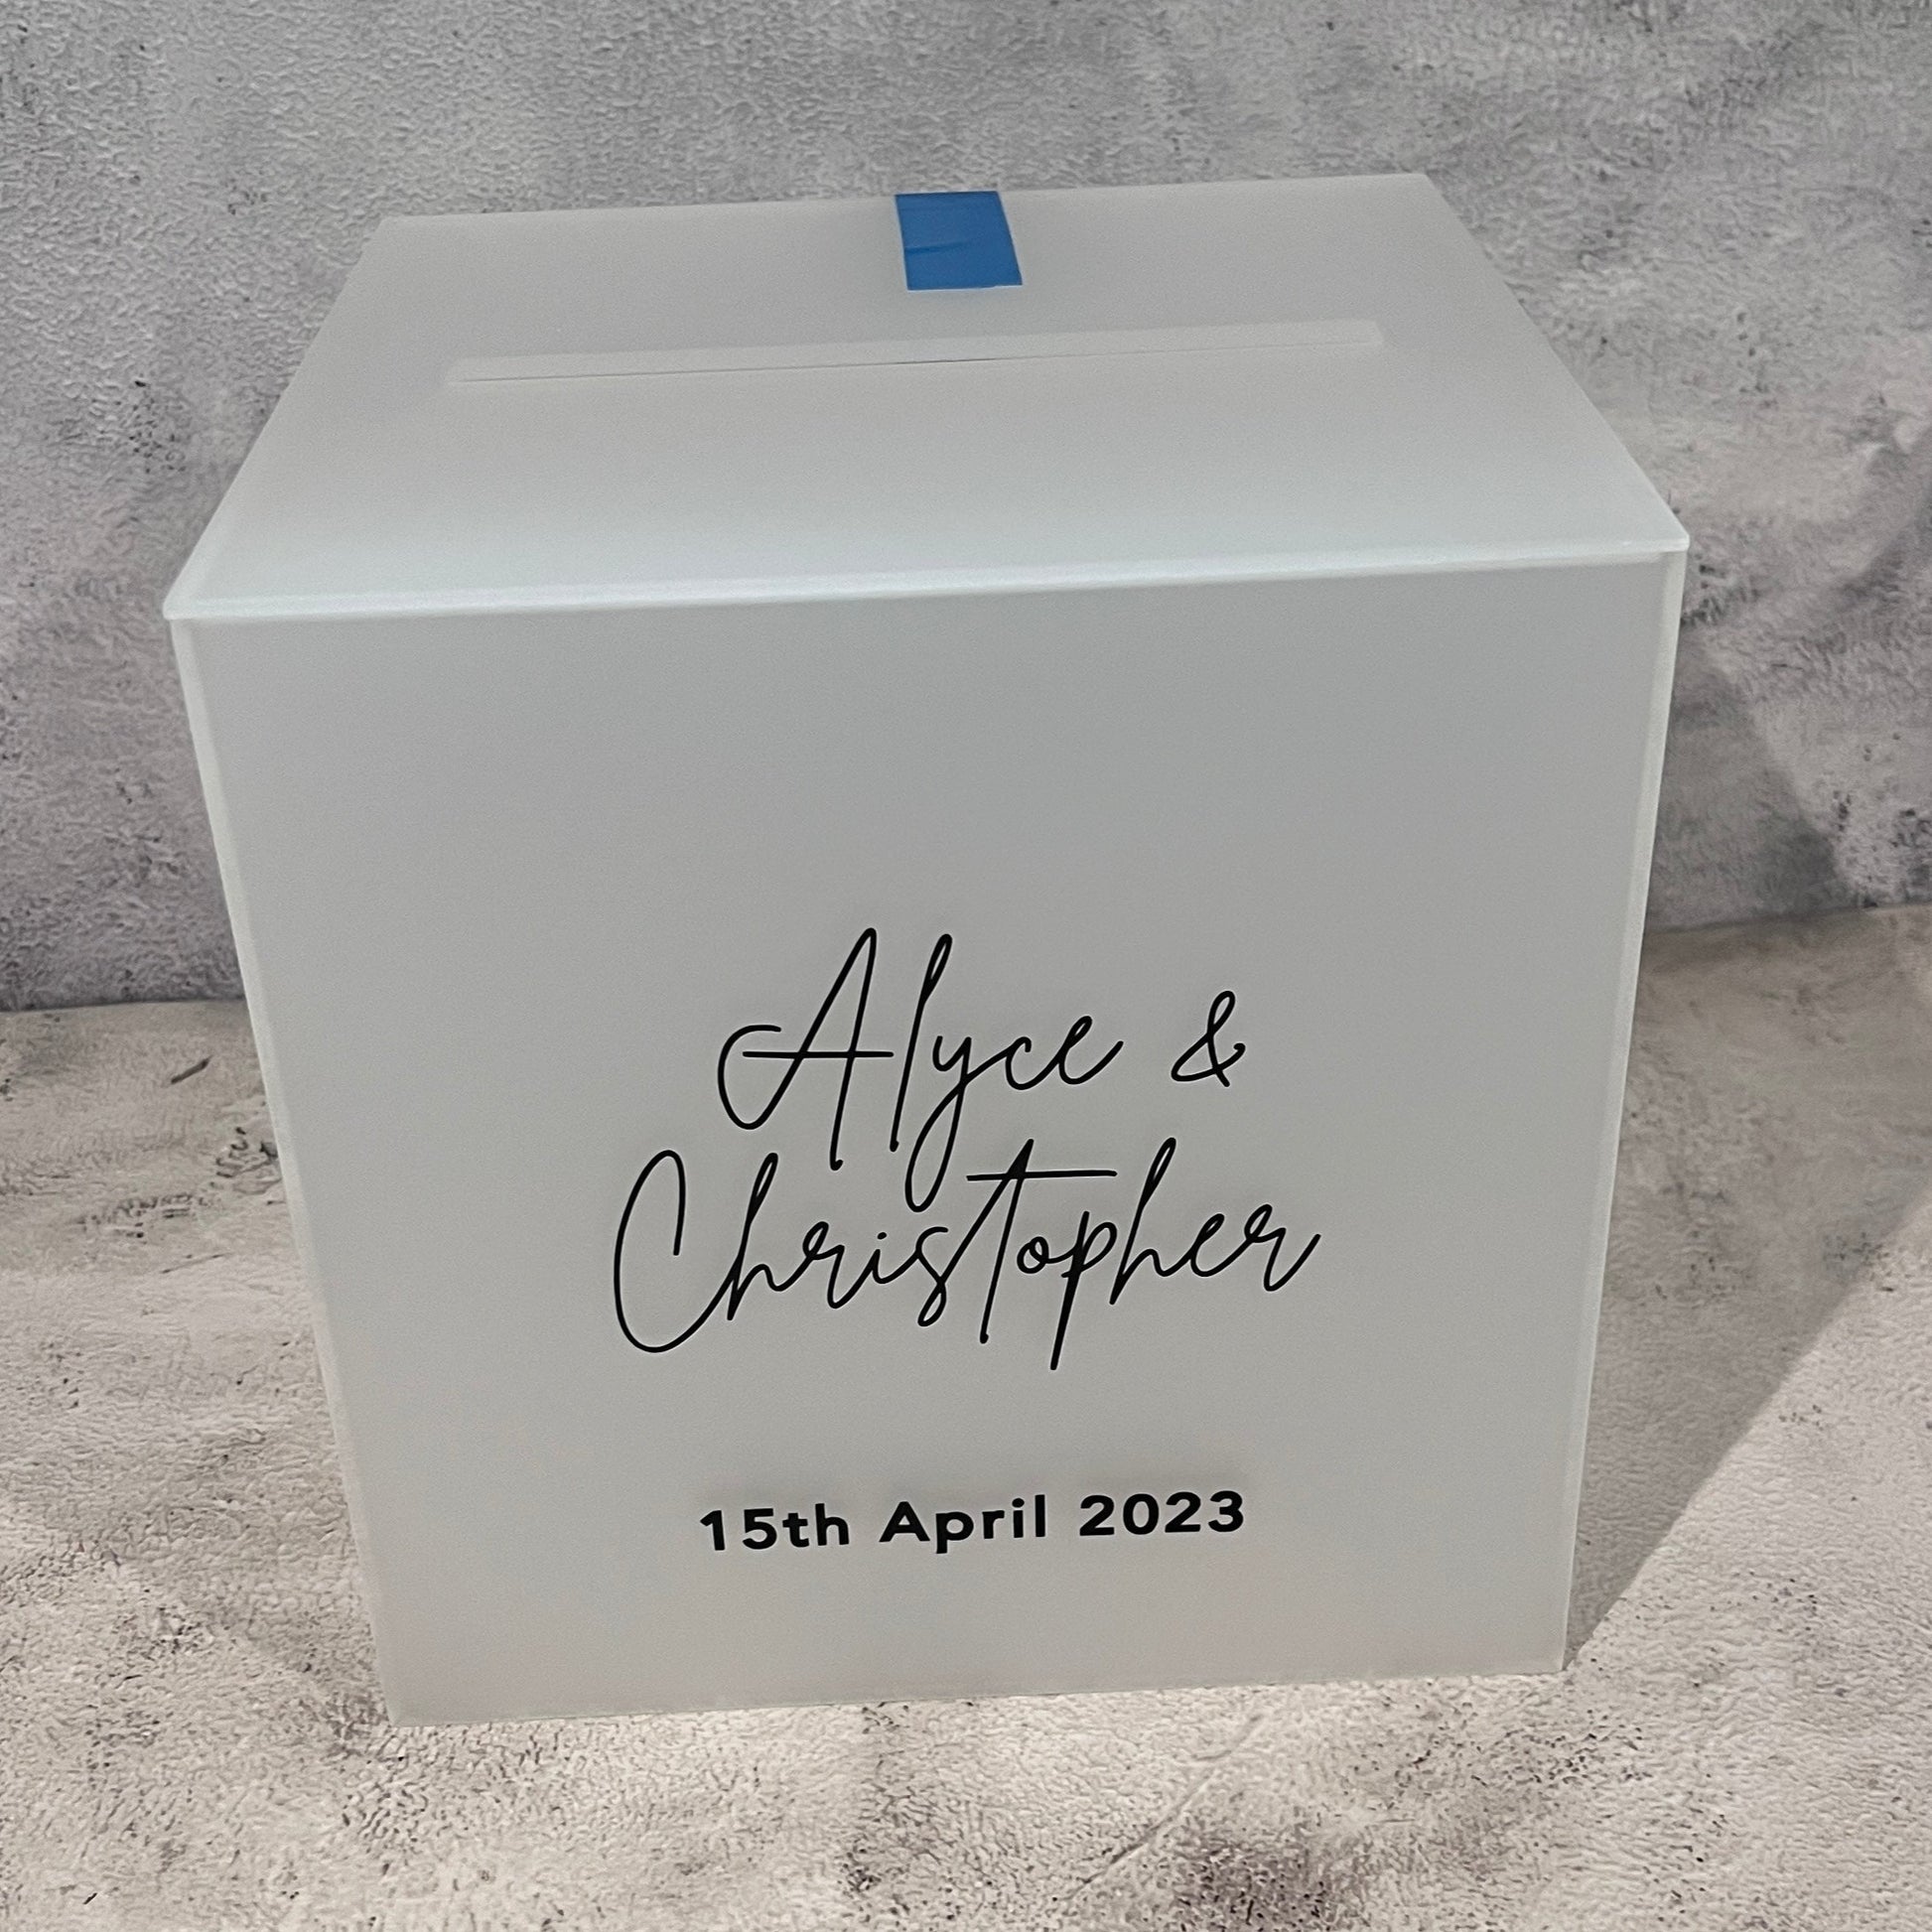 Alyce &
Christopher
15th April 2023